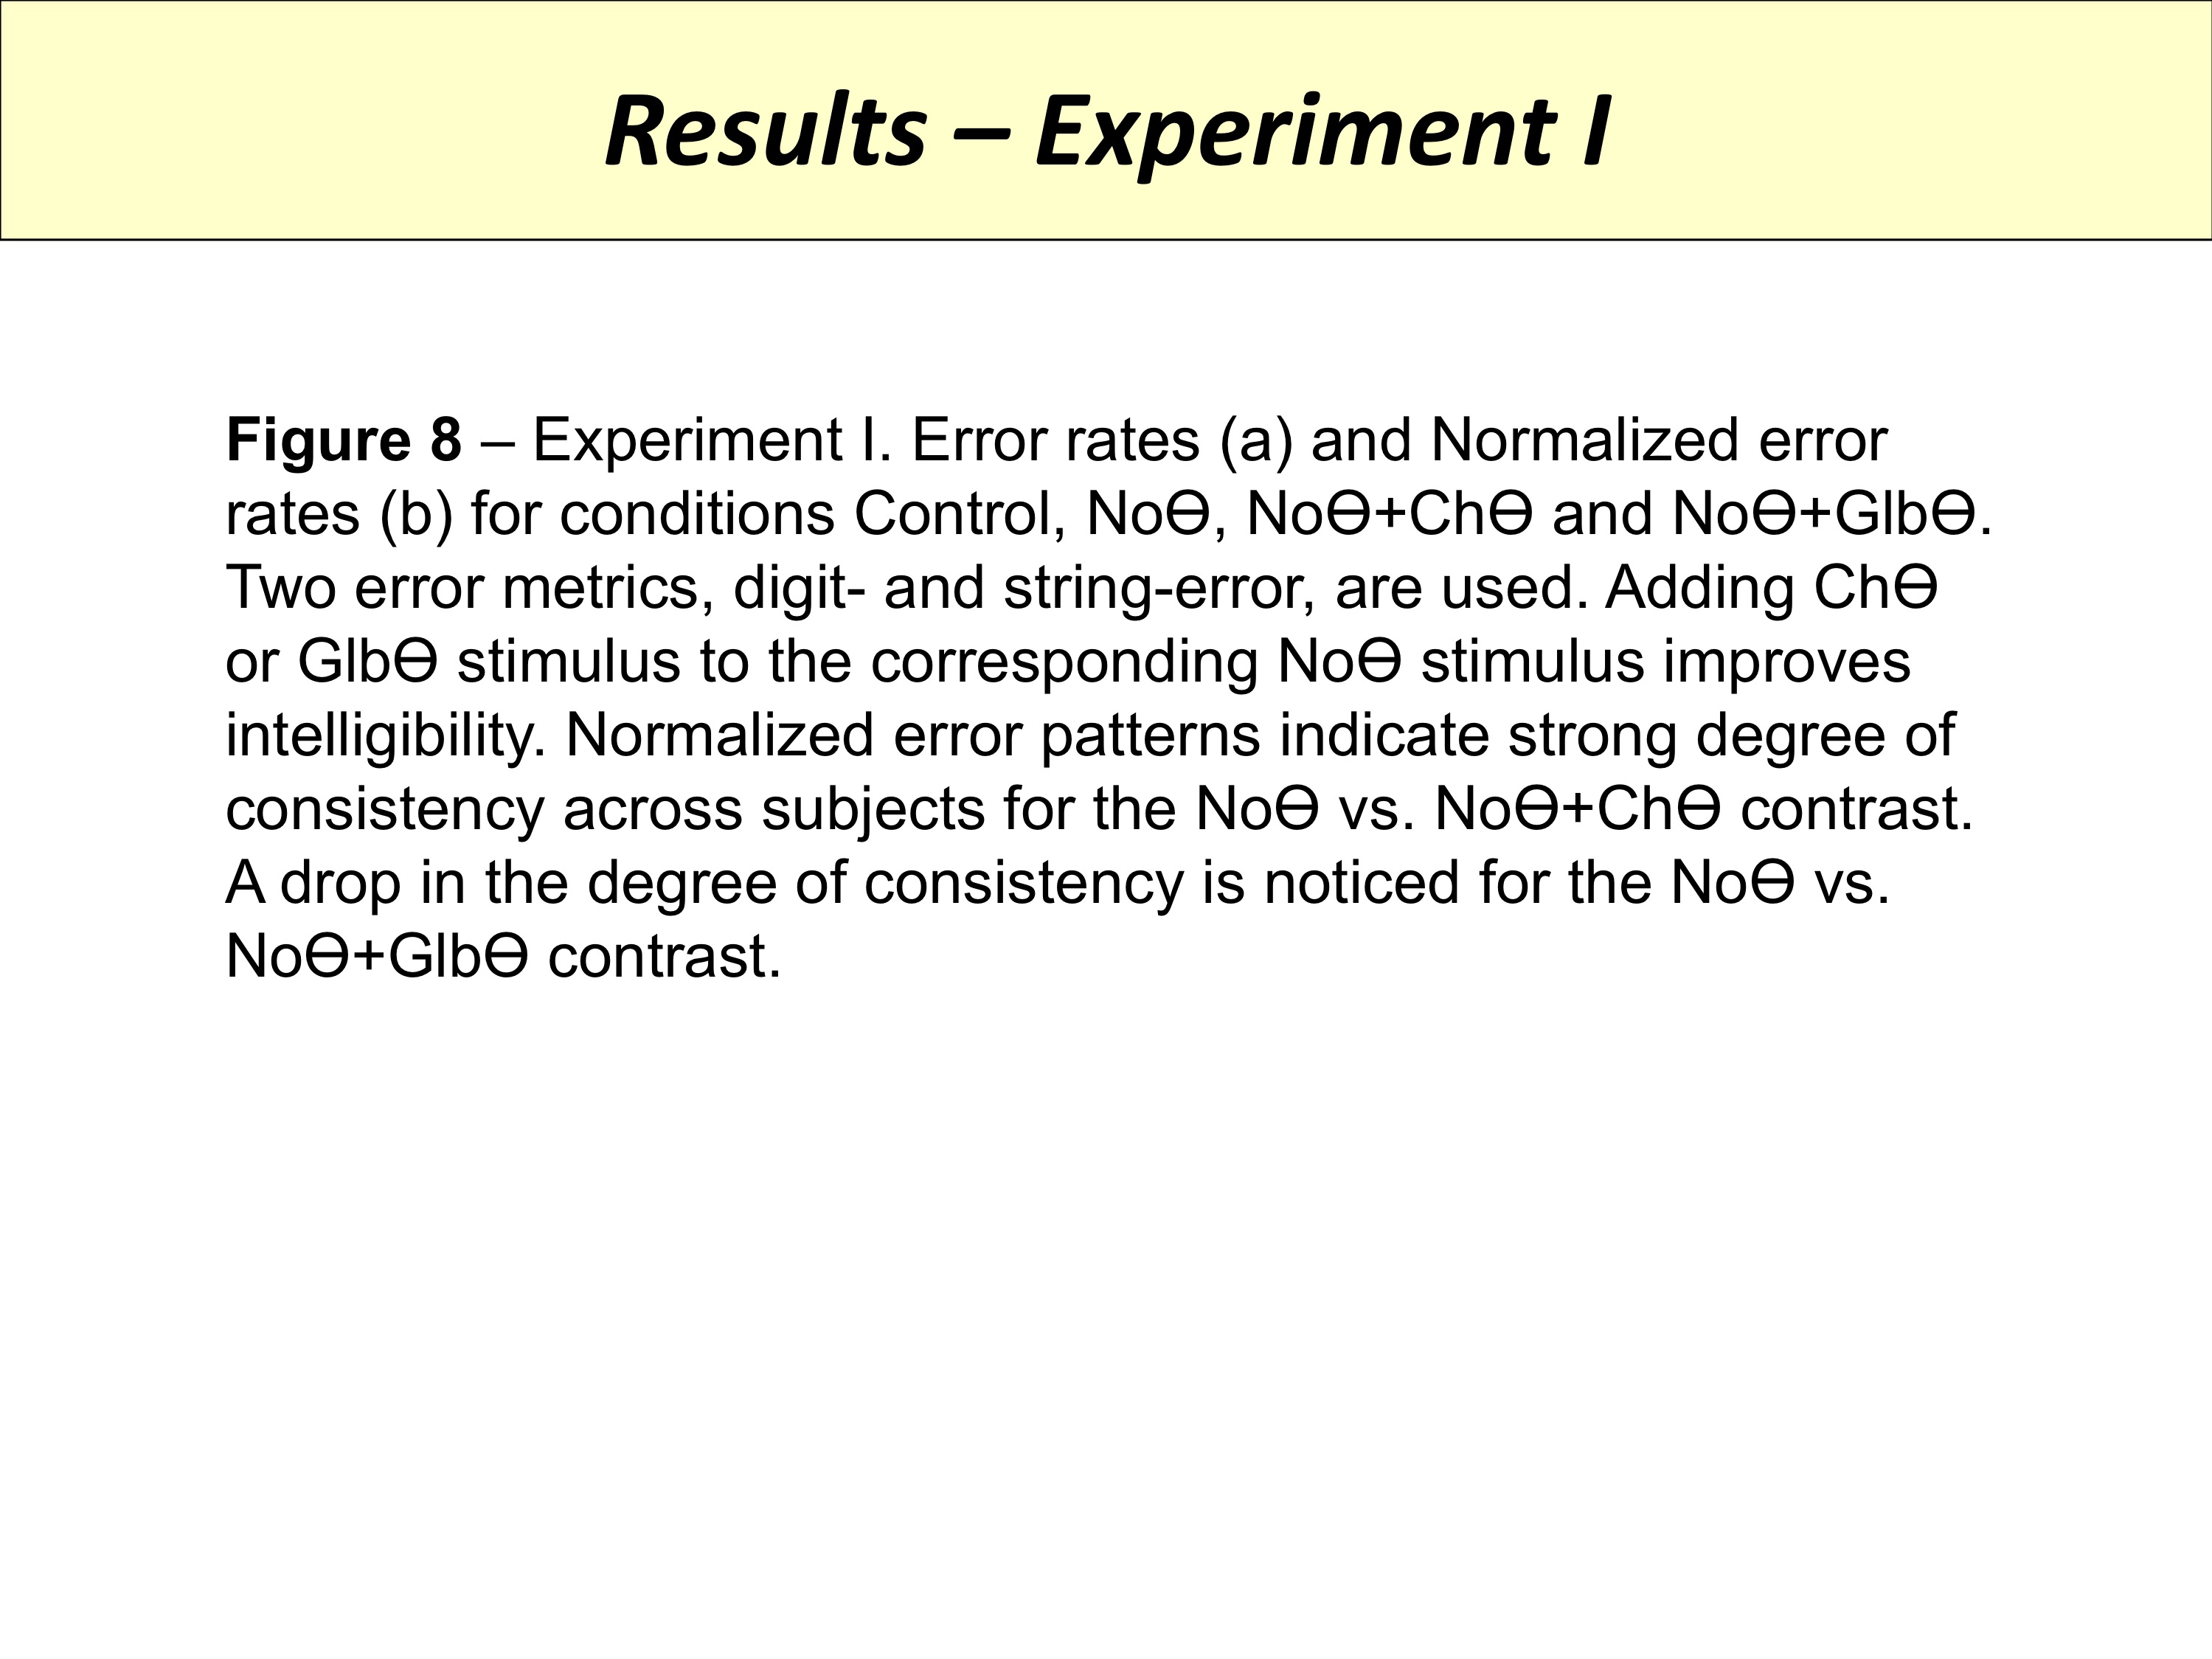 Results – Experiment I
Figure 8 – Experiment I. Error rates (a) and Normalized error
rates (b) for conditions Control, NoΘ, NoΘ+ChΘ and NoΘ+GlbΘ.
Two error metrics, digit- and string-error, are used. Adding ChΘ
or GlbΘ stimulus to the corresponding NoΘ stimulus improves
intelligibility. Normalized error patterns indicate strong degree of
consistency across subjects for the NoΘ vs. NoΘ+ChΘ contrast.
A drop in the degree of consistency is noticed for the NoΘ vs.
NoΘ+GlbΘ contrast.